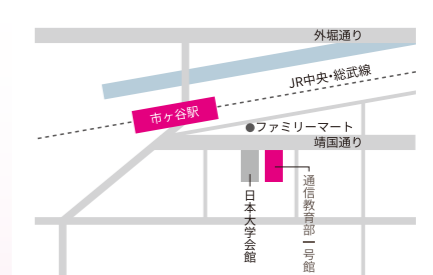 外堀通り
JR中央・総武線
市ヶ谷駅
●ファミリーマート
靖国通り
日本大学会館
通信教育部一号館